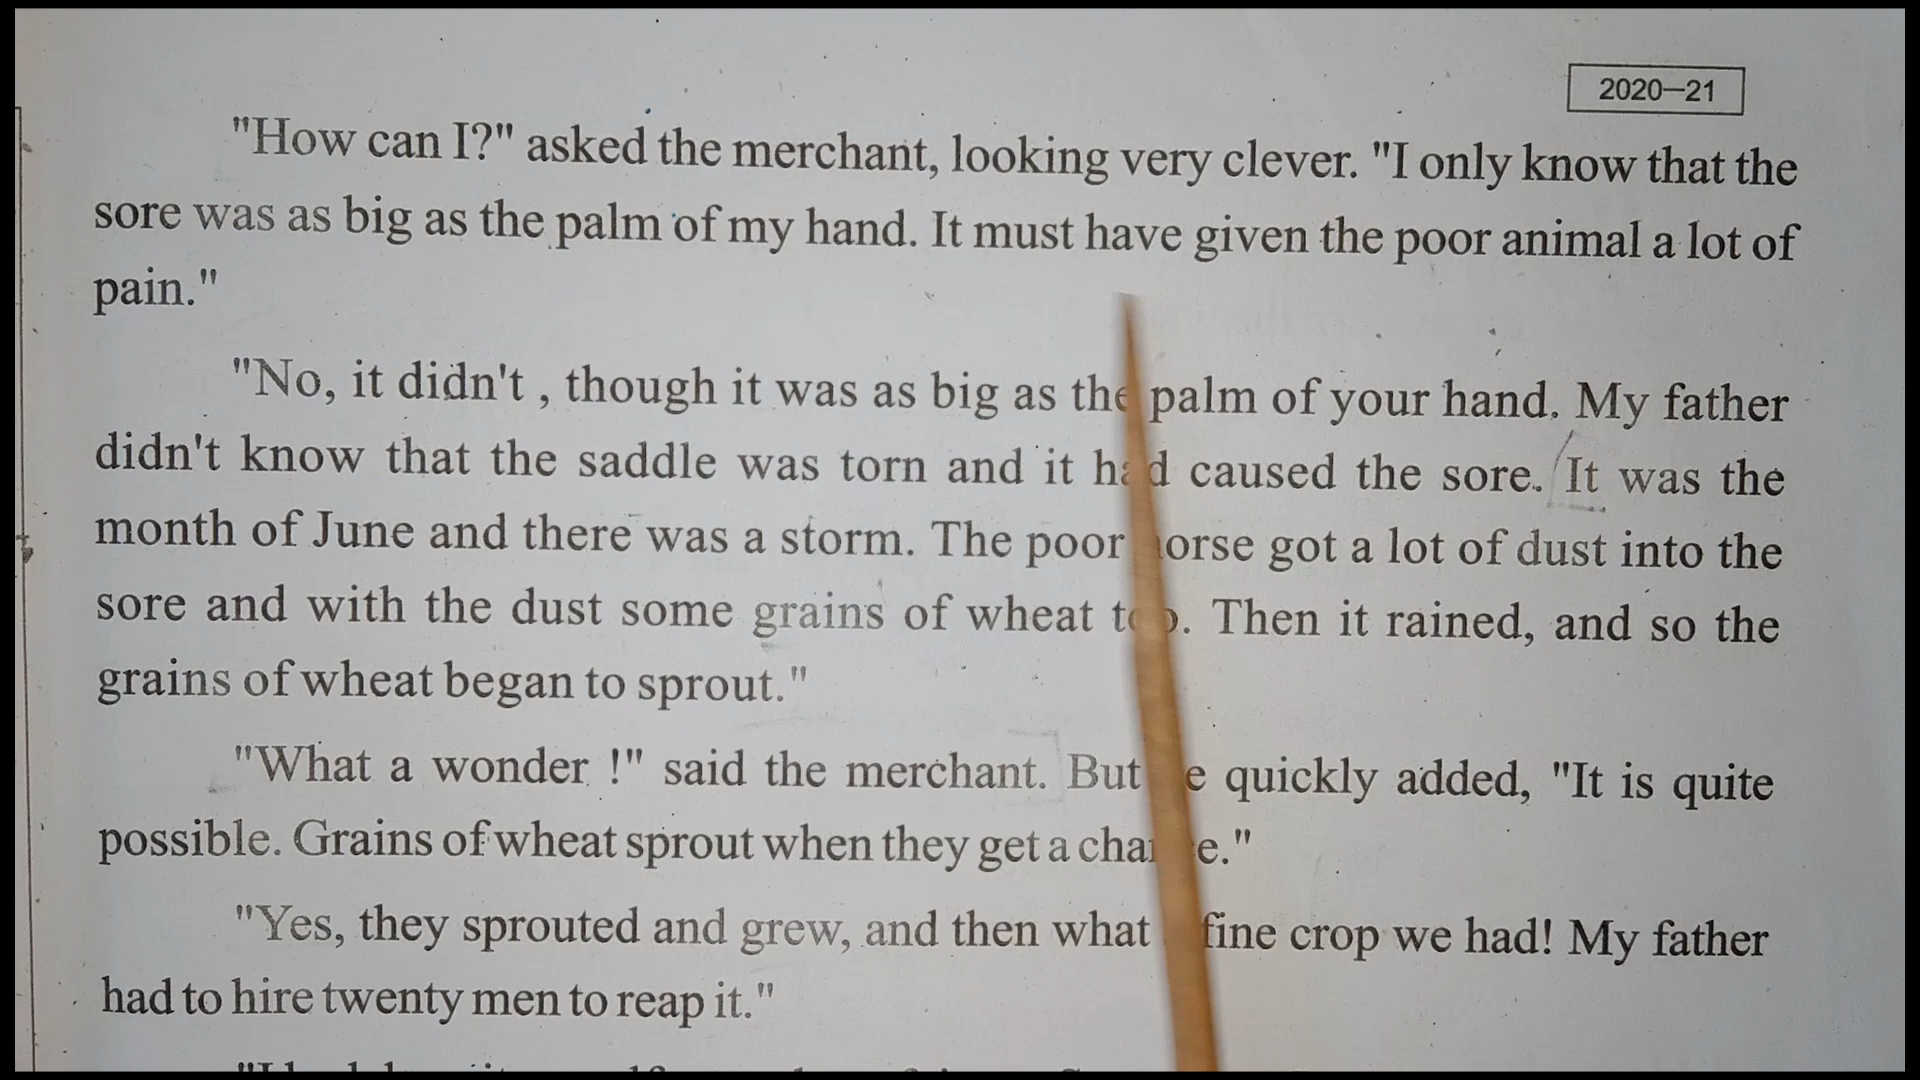 2020—21
"How can I?" asked the merchant, looking very clever. "I only know that the
sore was as big as the palm of my hand. It must have given the poor animal a lot of
pain."
"No, it didn't , though it was as big as the palm of your hand. My father
didn't know that the saddle was torn and it had caused the sore. It was the
month of June and there was a storm. The poor horse got a lot of dust into the
sore and with the dust some grains of wheat too. Then it rained, and so the
grains of wheat began to sprout."
"What a wonder !" said the merchant. But he quickly added, "It is quite
possible. Grains of wheat sprout when they get a chance."
"Yes, they sprouted and grew, and then what fine crop we had! My father
had to hire twenty men to reap it."